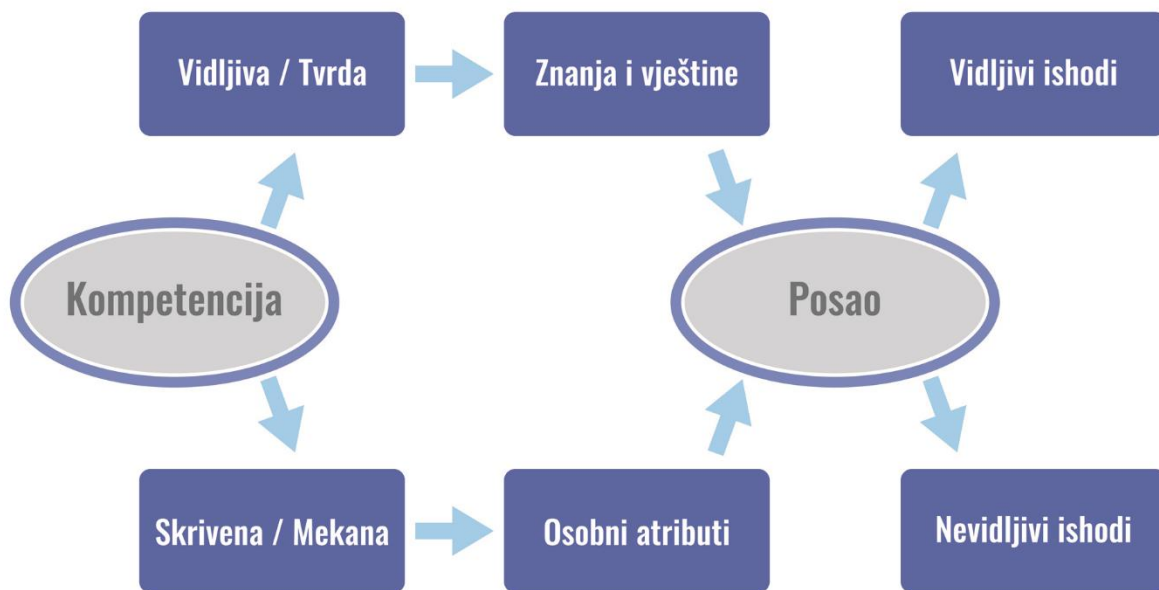 Vidljiva / Tvrda
Znanja i vještine
Vidljivi ishodi
Kompetencija
Posao
Skrivena / Mekana
Osobni atributi
Nevidljivi ishodi